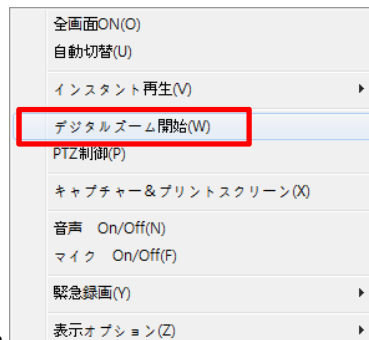 全画面ON(O)
自動切替(U)
インスタント再生(V)
デジタルズーム開始(W)
PTZ制御(P)
キャプチャー＆プリントスクリーン(X)
音声　On/Off(N)
マイク　On/Off(F)
緊急録画(Y)
表示オプション(Z)